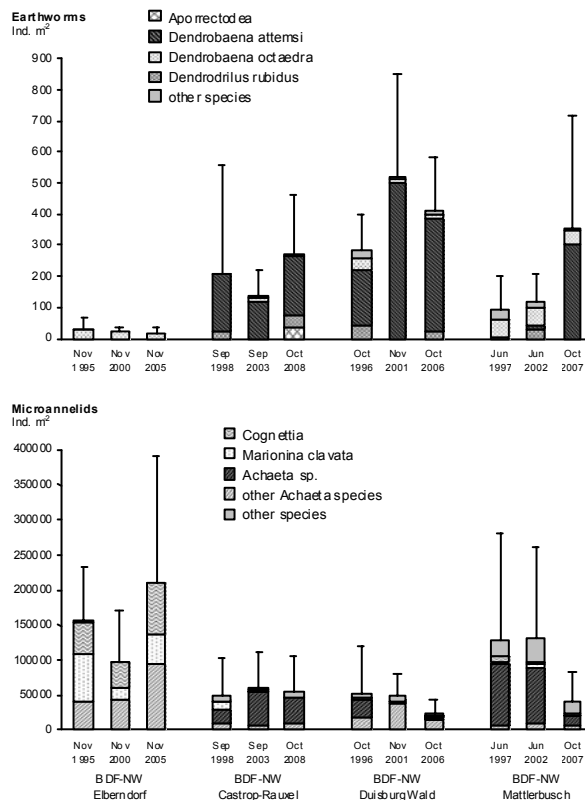 Earthworms
Ind. m²
Aporrectodea
Dendrobaena attemsi
Dendrobaena octaedra
Dendrodrilus rubidus
other species
900
800
700
600
500
400
300
200
100
0
Nov Nov Nov Sep Sep Oct Oct Nov Oct Jun Jun Oct
1995 2000 2005 1998 2003 2008 1996 2001 2006 1997 2002 2007
Microannelids
Ind. m²
Cognettia
Marionina clavata
Achaeta sp.
other Achaeta species
other species
400000
350000
300000
250000
200000
150000
100000
50000
0
Nov Nov Nov Sep Sep Oct Oct Nov Oct Jun Jun Oct
1995 2000 2005 1998 2003 2008 1996 2001 2006 1997 2002 2007
BDF-NW BDF-NW BDF-NW BDF-NW
Elberndorf Castrop-Rauxel Duisburg Wald Mattlerbusch